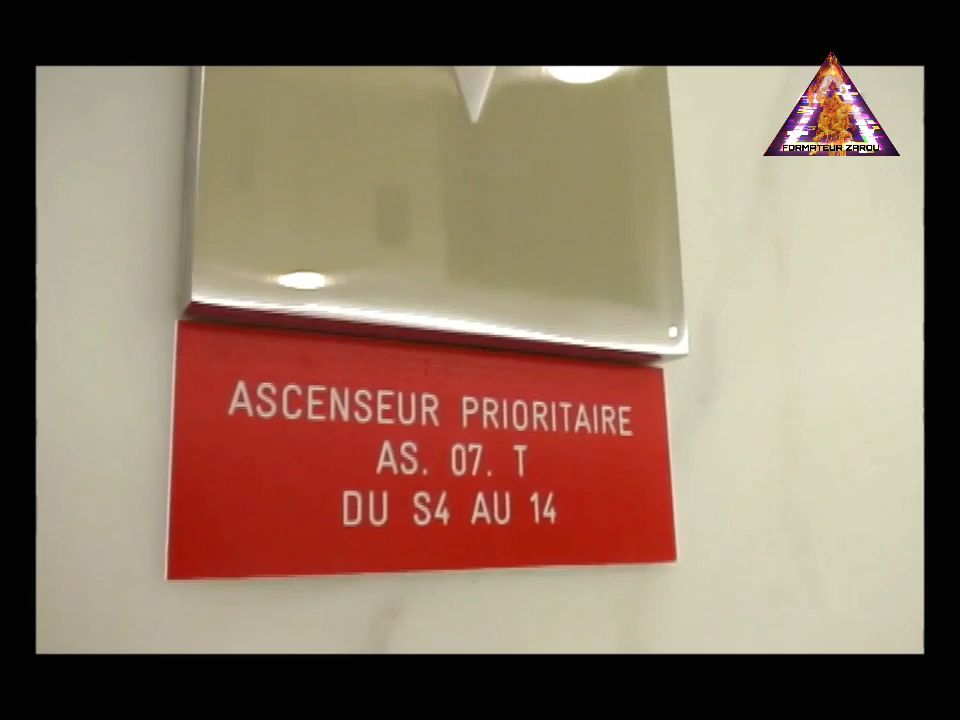 FORMATEUR ZAROU
ASCENSEUR PRIORITAIRE
AS. 07. T
DU S4 AU 14